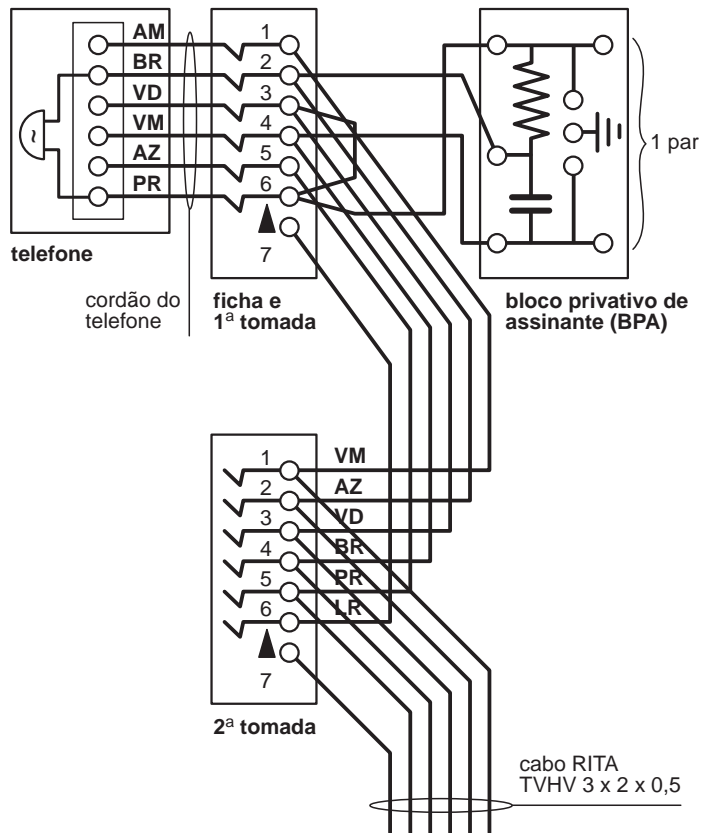 AM
BR
VD
VM
AZ
PR
~
telefone
cordão do
telefone
1
2
3
4
5
6
7
ficha e
1ª tomada
1 par
bloco privativo de
assinante (BPA)
1
2
3
4
5
6
7
VM
AZ
VD
BR
PR
LR
2ª tomada
cabo RITA
TVHV 3 x 2 x 0,5